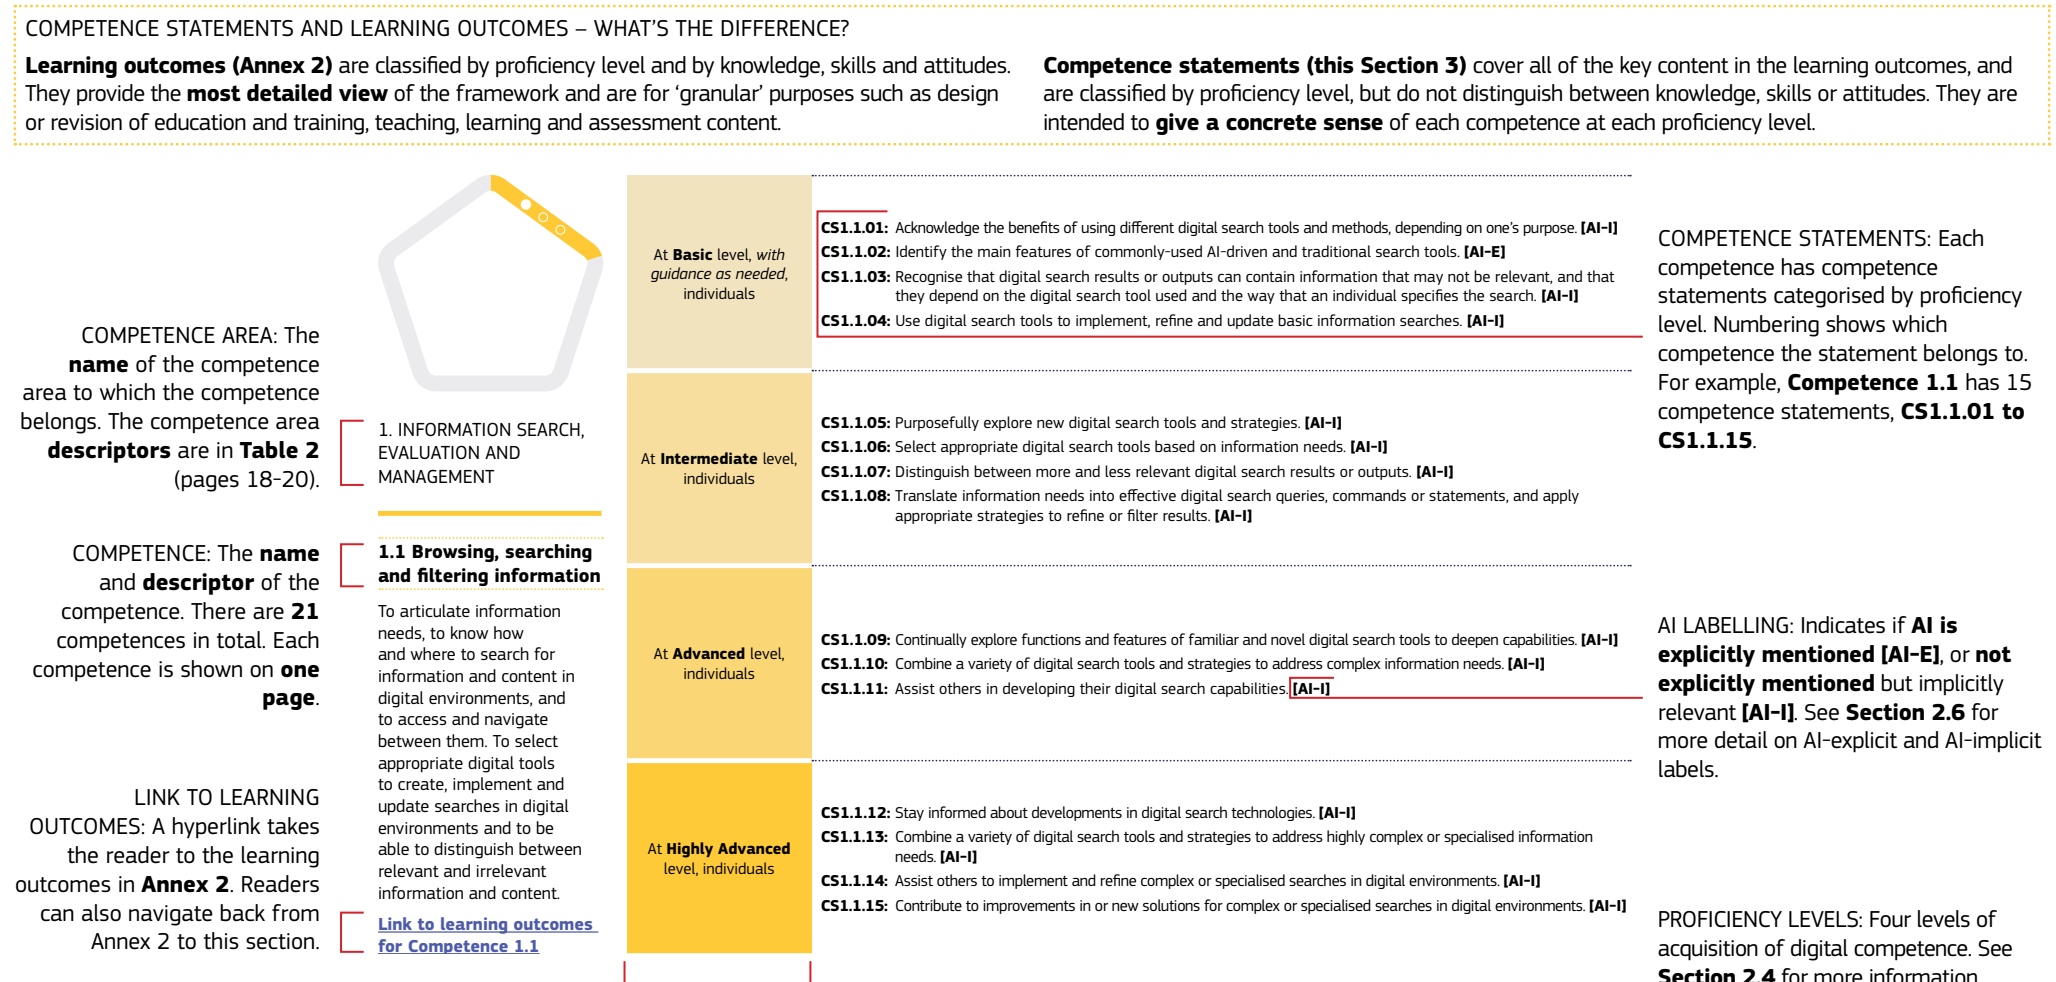 COMPETENCE STATEMENTS AND LEARNING OUTCOMES – WHAT'S THE DIFFERENCE?
Learning outcomes (Annex 2) are classified by proficiency level and by knowledge, skills and attitudes.
They provide the most detailed view of the framework and are for 'granular' purposes such as design
or revision of education and training, teaching, learning and assessment content.
Competence statements (this Section 3) cover all of the key content in the learning outcomes, and
are classified by proficiency level, but do not distinguish between knowledge, skills or attitudes. They are
intended to give a concrete sense of each competence at each proficiency level.
COMPETENCE AREA: The
name of the competence
area to which the competence
belongs. The competence area
descriptors are in Table 2
(pages 18-20).
COMPETENCE: The name
and descriptor of the
competence. There are 21
competences in total. Each
competence is shown on one
page.
LINK TO LEARNING
OUTCOMES: A hyperlink takes
the reader to the learning
outcomes in Annex 2. Readers
can also navigate back from
Annex 2 to this section.
1. INFORMATION SEARCH,
EVALUATION AND
MANAGEMENT
1.1 Browsing, searching
and filtering information
To articulate information
needs, to know how
and where to search for
information and content in
digital environments, and
to access and navigate
between them. To select
appropriate digital tools
to create, implement and
update searches in digital
environments and to be
able to distinguish between
relevant and irrelevant
information and content.
Link to learning outcomes
for Competence 1.1
At Basic level, with
guidance as needed,
individuals
CS1.1.01: Acknowledge the benefits of using different digital search tools and methods, depending on one's purpose. [AI-I]
CS1.1.02: Identify the main features of commonly-used AI-driven and traditional search tools. [AI-E]
CS1.1.03: Recognise that digital search results or outputs can contain information that may not be relevant, and that
they depend on the digital search tool used and the way that an individual specifies the search. [AI-I]
CS1.1.04: Use digital search tools to implement, refine and update basic information searches. [AI-I]
At Intermediate level,
individuals
CS1.1.05: Purposefully explore new digital search tools and strategies. [AI-I]
CS1.1.06: Select appropriate digital search tools based on information needs. [AI-I]
CS1.1.07: Distinguish between more and less relevant digital search results or outputs. [AI-I]
CS1.1.08: Translate information needs into effective digital search queries, commands or statements, and apply
appropriate strategies to refine or filter results. [AI-I]
At Advanced level,
individuals
CS1.1.09: Continually explore functions and features of familiar and novel digital search tools to deepen capabilities. [AI-I]
CS1.1.10: Combine a variety of digital search tools and strategies to address complex information needs. [AI-I]
CS1.1.11: Assist others in developing their digital search capabilities. [AI-I]
At Highly Advanced
level, individuals
CS1.1.12: Stay informed about developments in digital search technologies. [AI-I]
CS1.1.13: Combine a variety of digital search tools and strategies to address highly complex or specialised information
needs. [AI-I]
CS1.1.14: Assist others to implement and refine complex or specialised searches in digital environments. [AI-I]
CS1.1.15: Contribute to improvements in or new solutions for complex or specialised searches in digital environments. [AI-I]
COMPETENCE STATEMENTS: Each
competence has competence
statements categorised by proficiency
level. Numbering shows which
competence the statement belongs to.
For example, Competence 1.1 has 15
competence statements, CS1.1.01 to
CS1.1.15.
AI LABELLING: Indicates if AI is
explicitly mentioned [AI-E], or not
explicitly mentioned but implicitly
relevant [AI-I]. See Section 2.6 for
more detail on AI-explicit and AI-implicit
labels.
PROFICIENCY LEVELS: Four levels of
acquisition of digital competence. See
Section 2.4 for more information